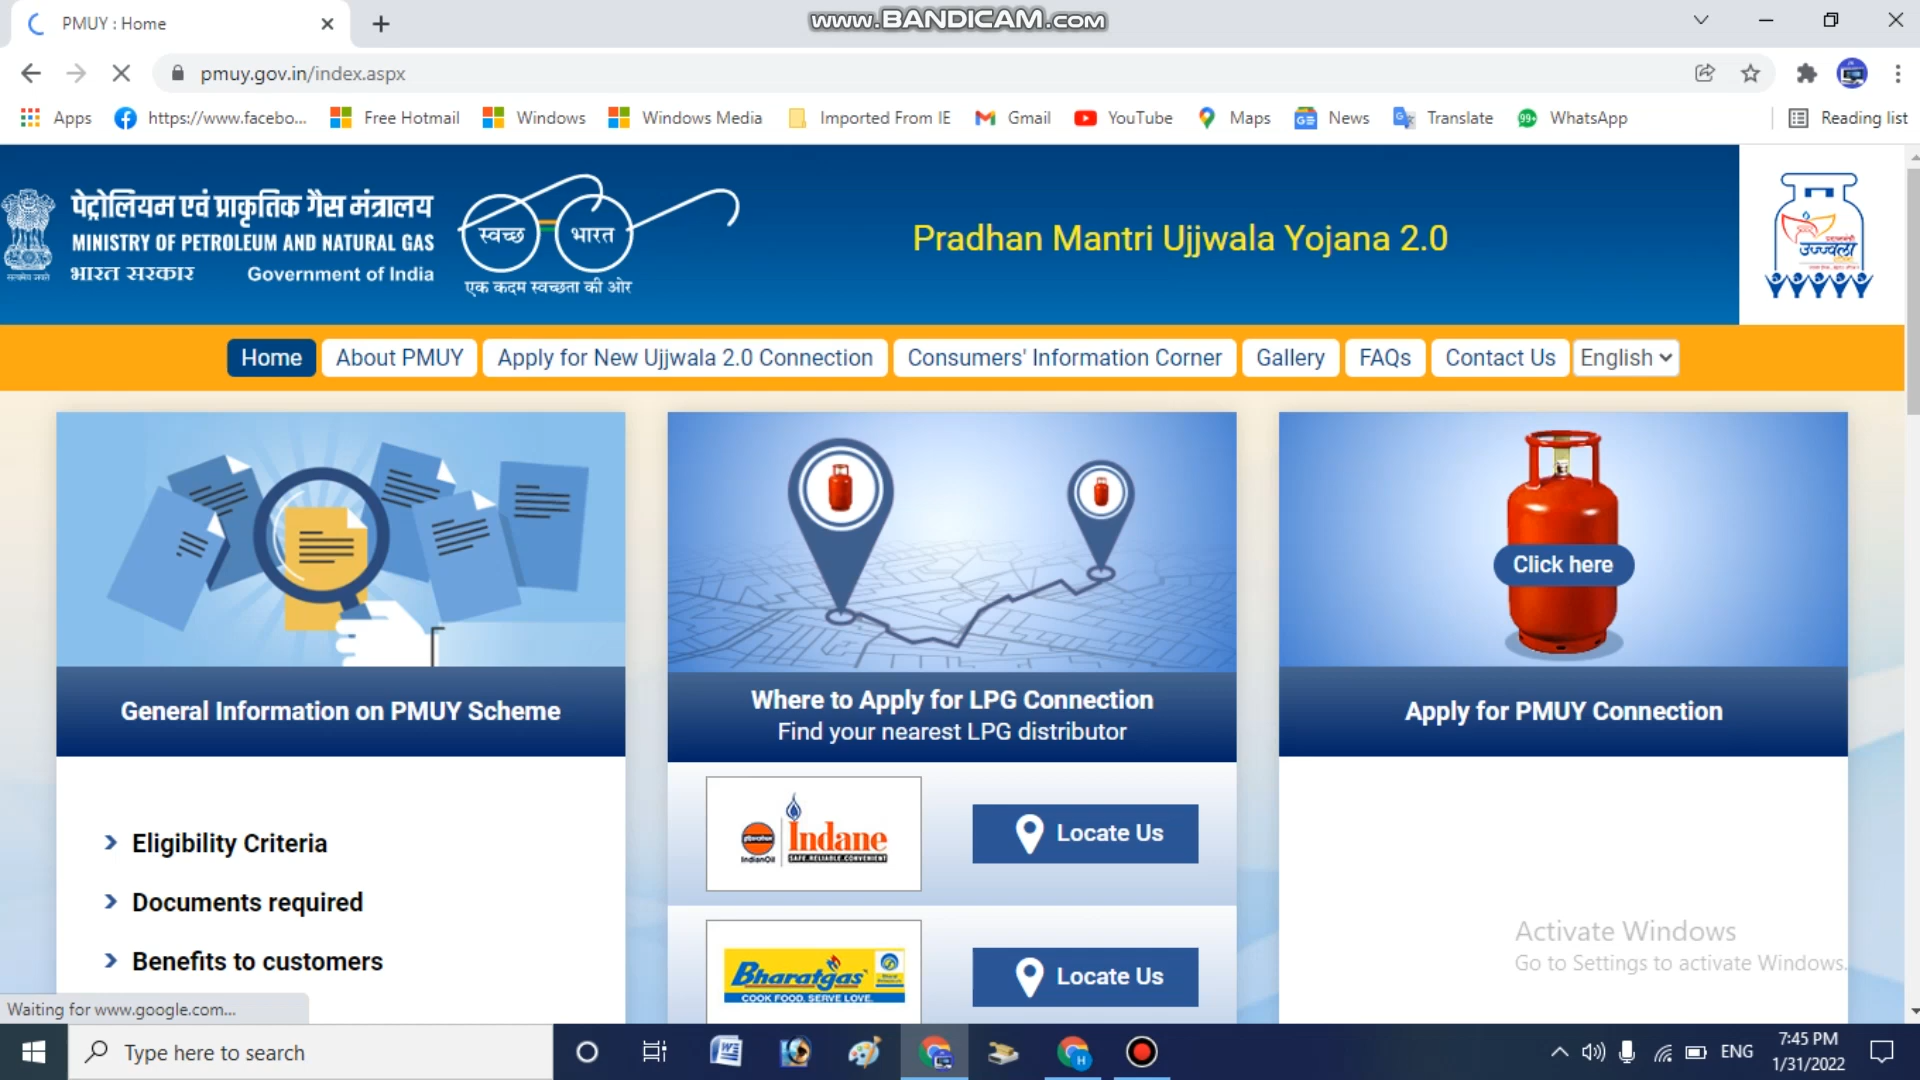 PMUY : Home
www.BANDICAM.com
pmuy.gov.in/index.aspx
Apps
https://www.facebo...
Free Hotmail
Windows
Windows Media
Imported From IE
Gmail
YouTube
Maps
News
Translate
99+
WhatsApp
Reading list
पेट्रोलियम एवं प्राकृतिक गैस मंत्रालय
MINISTRY OF PETROLEUM AND NATURAL GAS
भारत सरकार Government of India
सत्यमेव जयते
स्वच्छ भारत
एक कदम स्वच्छता की ओर
Pradhan Mantri Ujjwala Yojana 2.0
उज्ज्वला
Home
About PMUY
Apply for New Ujjwala 2.0 Connection
Consumers' Information Corner
Gallery
FAQs
Contact Us
English
General Information on PMUY Scheme
Eligibility Criteria
Documents required
Benefits to customers
Where to Apply for LPG Connection
Find your nearest LPG distributor
IndianOil
Indane
SAFE.RELIABLE.CONVENIENT
Locate Us
Bharatgas
COOK FOOD. SERVE LOVE.
Locate Us
Click here
Apply for PMUY Connection
Activate Windows
Go to Settings to activate Windows.
Waiting for www.google.com...
Type here to search
H
ENG
7:45 PM
1/31/2022